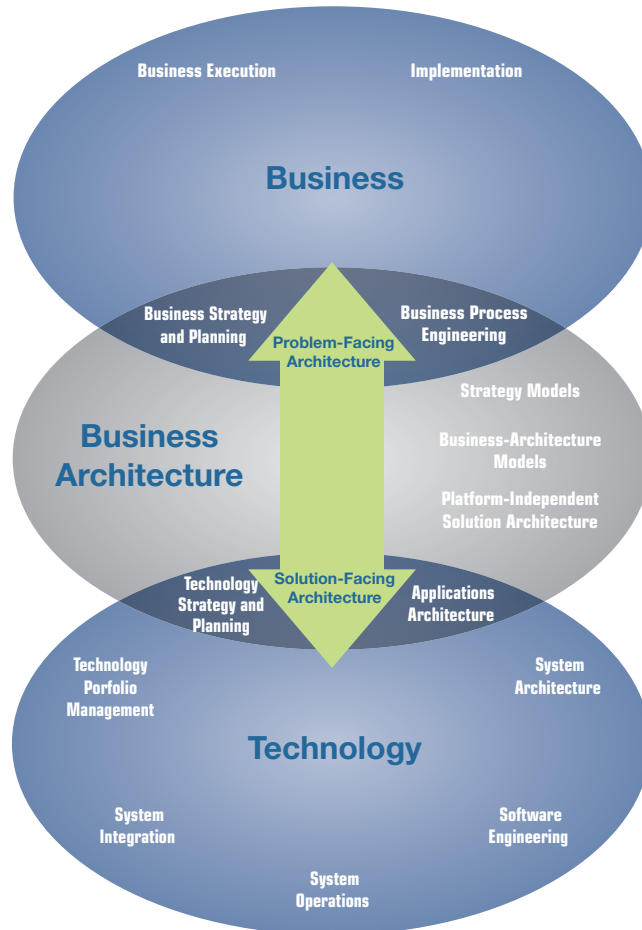 Business Execution
Implementation
Business
Business Strategy
and Planning
Business Process
Engineering
Problem-Facing
Architecture
Strategy Models
Business
Architecture
Business-Architecture
Models
Platform-Independent
Solution Architecture
Technology
Strategy and
Planning
Solution-Facing
Architecture
Applications
Architecture
Technology
Porfolio
Management
System
Architecture
Technology
System
Integration
Software
Engineering
System
Operations